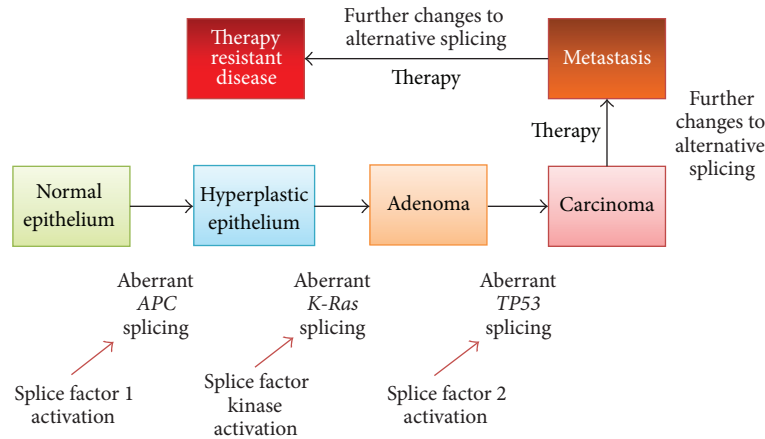 Therapy
resistant
disease
Further changes to
alternative splicing
Therapy
Metastasis
Therapy
Further
changes to
alternative
splicing
Normal
epithelium
Hyperplastic
epithelium
Adenoma
Carcinoma
Aberrant
APC
splicing
Aberrant
K-Ras
splicing
Aberrant
TP53
splicing
Splice factor 1
activation
Splice factor
kinase
activation
Splice factor 2
activation